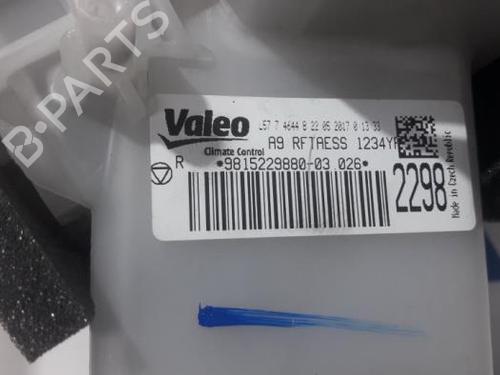 B-PARTS
Valeo L57 7 4644 8 22 05 2017 0 13 33
Climate Control A9 RFTAESS 1234YF
R *9815229880-03 026*
2298
Made in Czech Republic